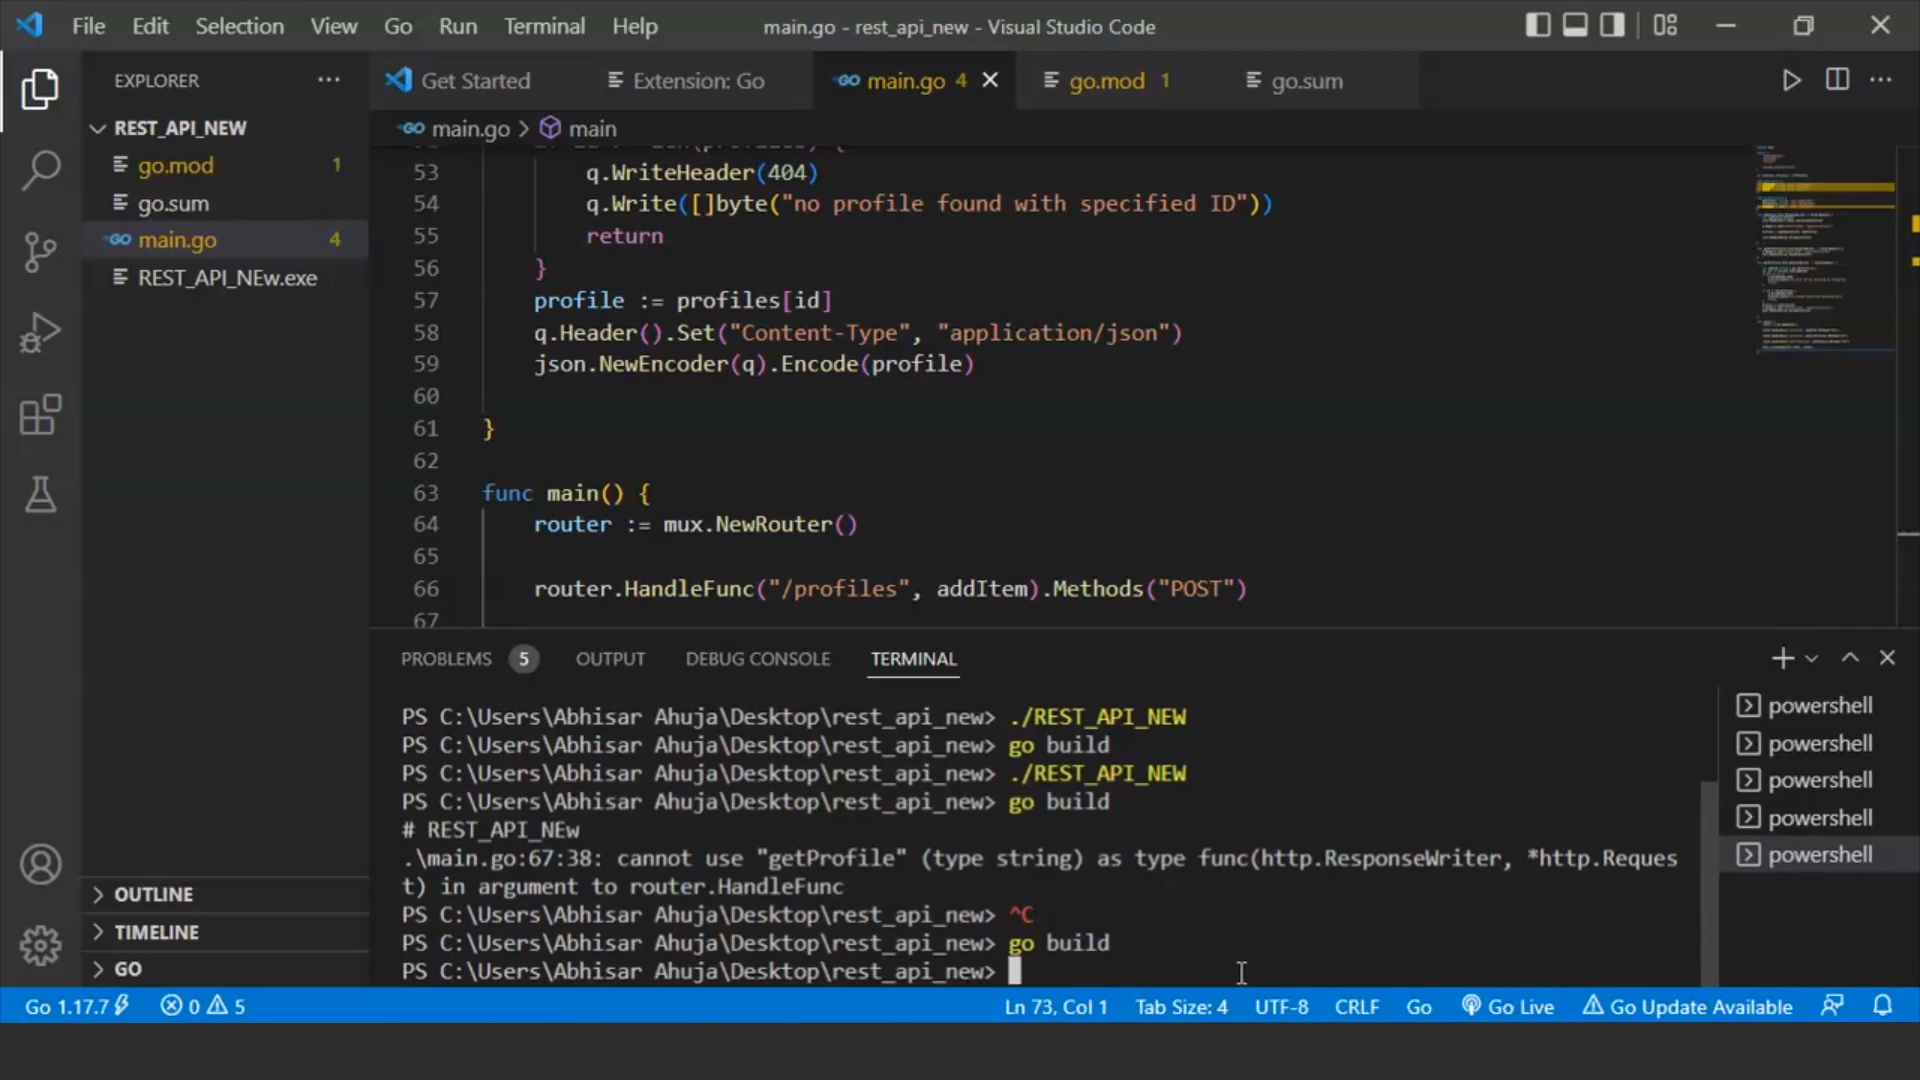 File Edit Selection View Go Run Terminal Help
main.go - rest_api_new - Visual Studio Code
EXPLORER
Get Started
Extension: Go
main.go 4
go.mod 1
go.sum
REST_API_NEW
go.mod 1
go.sum
main.go 4
REST_API_NEw.exe
OUTLINE
TIMELINE
GO
main.go > main
53 q.WriteHeader(404)
54 q.Write([]byte("no profile found with specified ID"))
55 return
56 }
57 profile := profiles[id]
58 q.Header().Set("Content-Type", "application/json")
59 json.NewEncoder(q).Encode(profile)
60
61 }
62
63 func main() {
64 router := mux.NewRouter()
65
66 router.HandleFunc("/profiles", addItem).Methods("POST")
67
PROBLEMS 5 OUTPUT DEBUG CONSOLE TERMINAL
PS C:\Users\Abhisar Ahuja\Desktop\rest_api_new> ./REST_API_NEW
PS C:\Users\Abhisar Ahuja\Desktop\rest_api_new> go build
PS C:\Users\Abhisar Ahuja\Desktop\rest_api_new> ./REST_API_NEW
PS C:\Users\Abhisar Ahuja\Desktop\rest_api_new> go build
# REST_API_NEw
.\main.go:67:38: cannot use "getProfile" (type string) as type func(http.ResponseWriter, *http.Reques
t) in argument to router.HandleFunc
PS C:\Users\Abhisar Ahuja\Desktop\rest_api_new> ^C
PS C:\Users\Abhisar Ahuja\Desktop\rest_api_new> go build
PS C:\Users\Abhisar Ahuja\Desktop\rest_api_new>
powershell
powershell
powershell
powershell
powershell
Go 1.17.7 0 5 Ln 73, Col 1 Tab Size: 4 UTF-8 CRLF Go Go Live Go Update Available